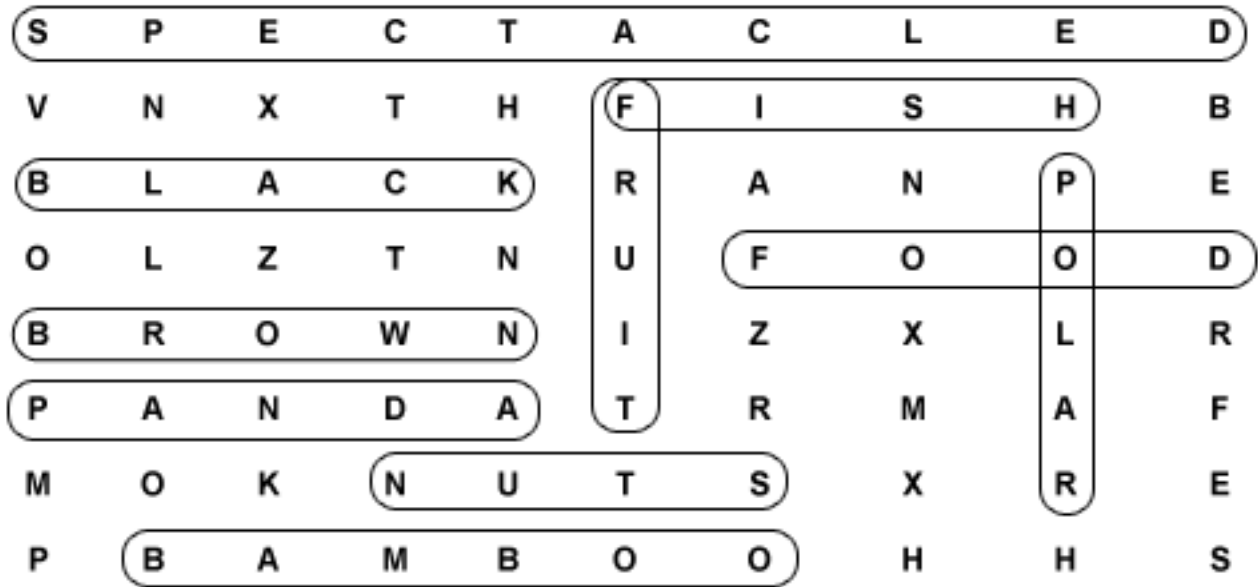 S P E C T A C L E D
V N X T H F I S H B
B L A C K R A N P E
O L Z T N U F O O D
B R O W N I Z X L R
P A N D A T R M A F
M O K N U T S X R E
P B A M B O O H H S